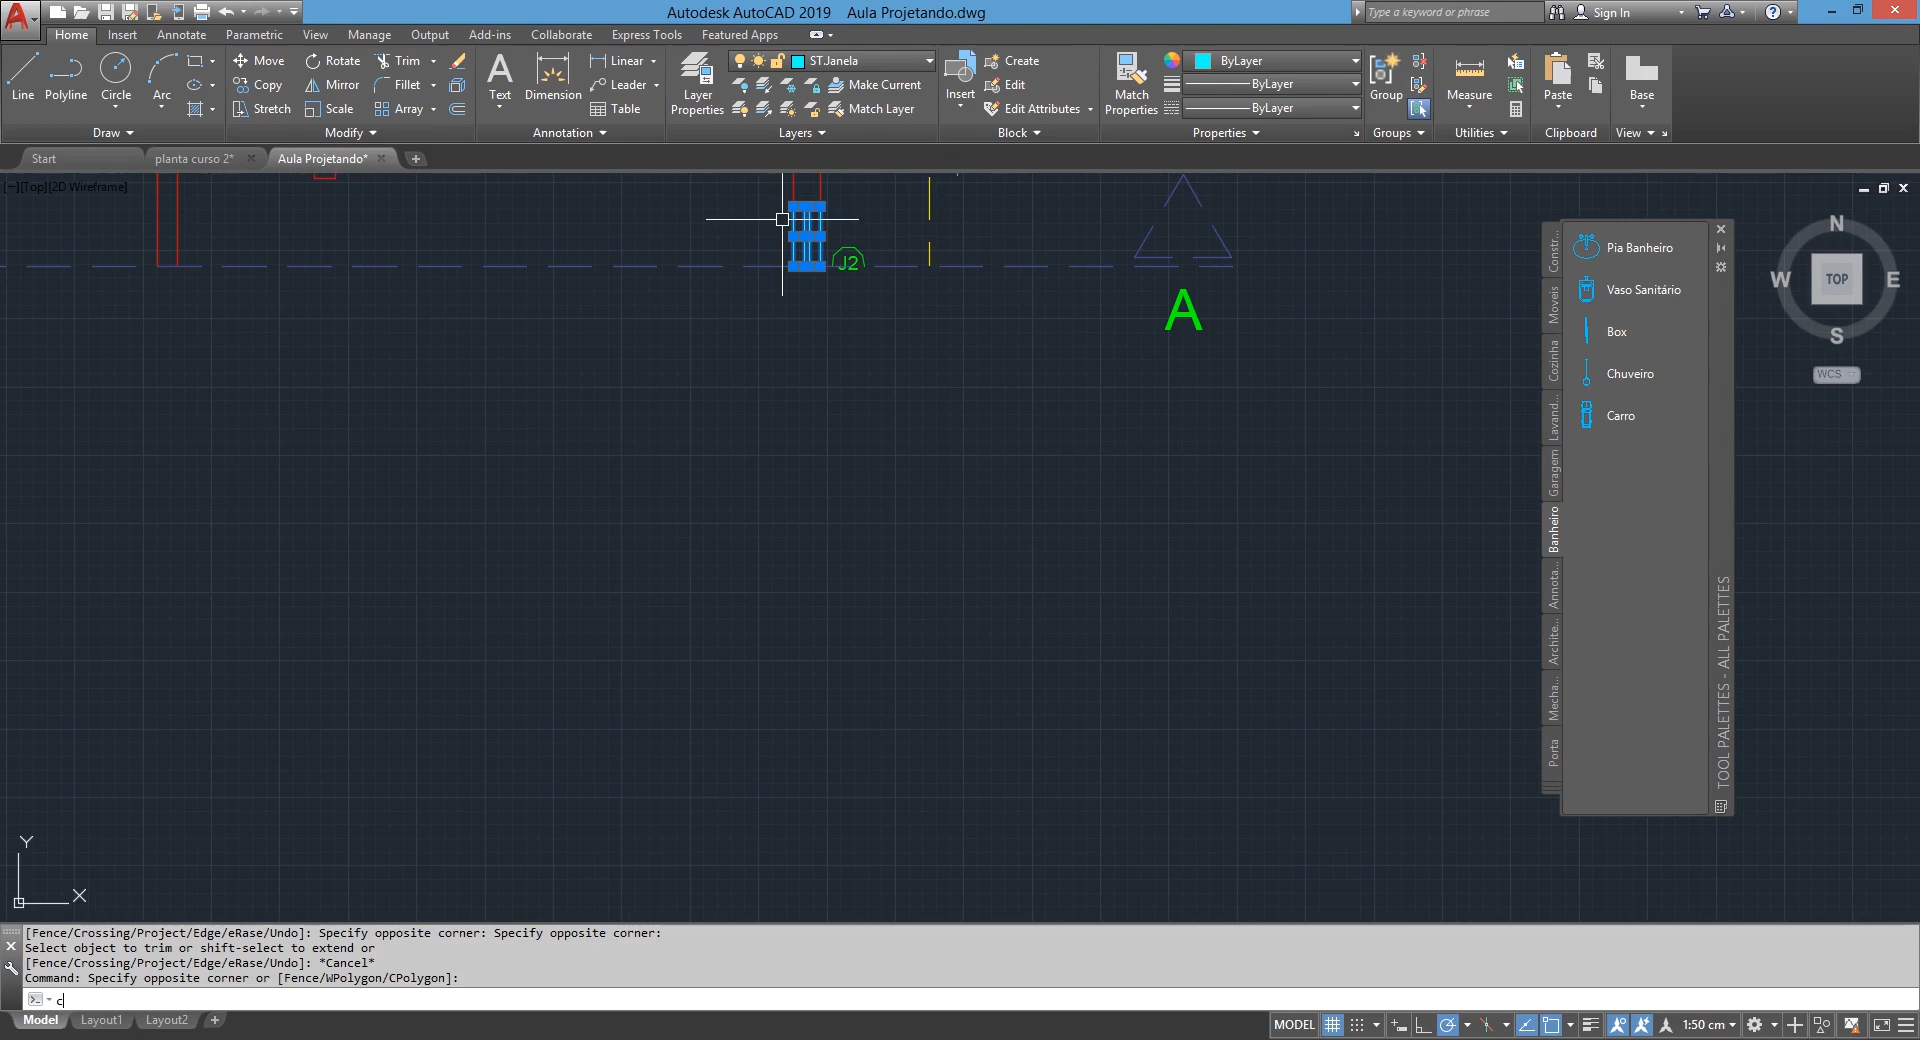 Autodesk AutoCAD 2019 Aula Projetando.dwg
Type a keyword or phrase
Sign In
Home Insert Annotate Parametric View Manage Output Add-ins Collaborate Express Tools Featured Apps
Line Polyline Circle Arc
Move Rotate Trim
Copy Mirror Fillet
Stretch Scale Array
Text Dimension
Linear
Leader
Table
Layer Properties
ST.Janela
Make Current
Match Layer
Insert
Create
Edit
Edit Attributes
Match Properties
ByLayer
ByLayer
ByLayer
Group
Measure
Paste
Base
Draw Modify Annotation Layers Block Properties Groups Utilities Clipboard View
Start planta curso 2* Aula Projetando*
[−][Top][2D Wireframe]
J2
A
Constr...
Moveis
Cozinha
Lavand...
Garagem
Banheiro
Annota...
Archite...
Mecha...
Porta
Pia Banheiro
Vaso Sanitário
Box
Chuveiro
Carro
TOOL PALETTES - ALL PALETTES
N
W TOP E
S
WCS
Y
X
[Fence/Crossing/Project/Edge/eRase/Undo]: Specify opposite corner: Specify opposite corner:
Select object to trim or shift-select to extend or
[Fence/Crossing/Project/Edge/eRase/Undo]: *Cancel*
Command: Specify opposite corner or [Fence/WPolygon/CPolygon]:
c
Model Layout1 Layout2
MODEL 1:50 cm